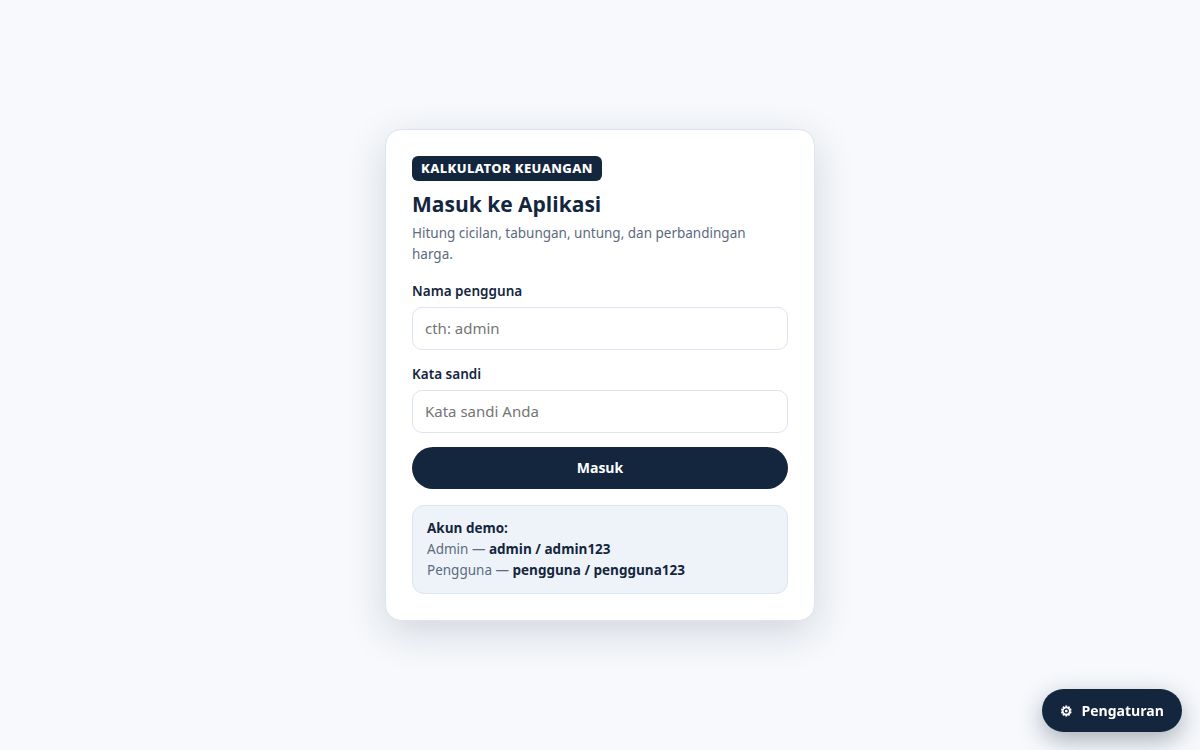 KALKULATOR KEUANGAN
Masuk ke Aplikasi
Hitung cicilan, tabungan, untung, dan perbandingan
harga.
Nama pengguna
cth: admin
Kata sandi
Kata sandi Anda
Masuk
Akun demo:
Admin — admin / admin123
Pengguna — pengguna / pengguna123
⚙ Pengaturan